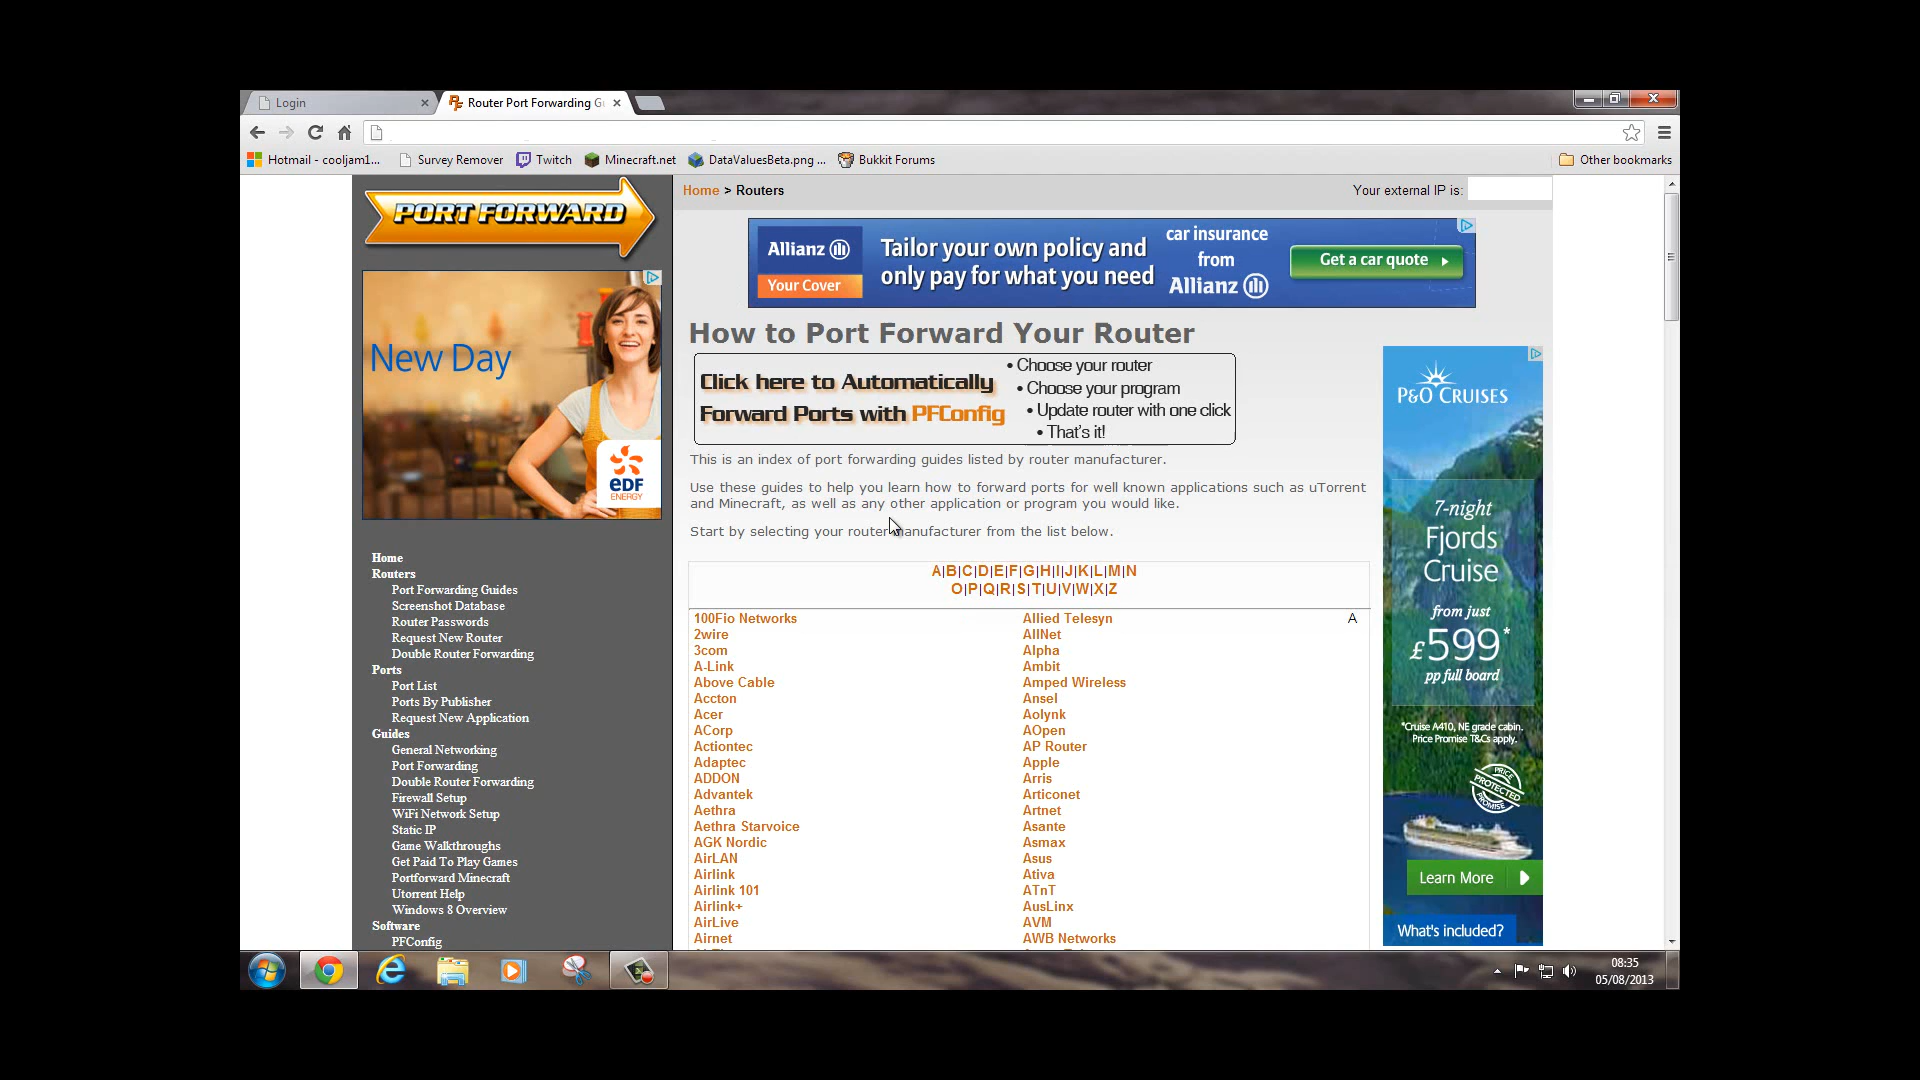 Login
Router Port Forwarding G
Hotmail - cooljam1...
Survey Remover
Twitch
Minecraft.net
DataValuesBeta.png ...
Bukkit Forums
Other bookmarks
PORT FORWARD
Home > Routers
Your external IP is:
Allianz
Your Cover
Tailor your own policy and
only pay for what you need
car insurance
from
Allianz
Get a car quote
New Day
EDF
ENERGY
How to Port Forward Your Router
Click here to Automatically
Forward Ports with PFConfig
• Choose your router
• Choose your program
• Update router with one click
• That's it!
This is an index of port forwarding guides listed by router manufacturer.
Use these guides to help you learn how to forward ports for well known applications such as uTorrent
and Minecraft, as well as any other application or program you would like.
Start by selecting your router manufacturer from the list below.
A|B|C|D|E|F|G|H|I|J|K|L|M|N
O|P|Q|R|S|T|U|V|W|X|Z
Home
Routers
Port Forwarding Guides
Screenshot Database
Router Passwords
Request New Router
Double Router Forwarding
Ports
Port List
Ports By Publisher
Request New Application
Guides
General Networking
Port Forwarding
Double Router Forwarding
Firewall Setup
WiFi Network Setup
Static IP
Game Walkthroughs
Get Paid To Play Games
Portforward Minecraft
Utorrent Help
Windows 8 Overview
Software
PFConfig
100Fio Networks
2wire
3com
A-Link
Above Cable
Accton
Acer
ACorp
Actiontec
Adaptec
ADDON
Advantek
Aethra
Aethra Starvoice
AGK Nordic
AirLAN
Airlink
Airlink 101
Airlink+
AirLive
Airnet
Allied Telesyn
AllNet
Alpha
Ambit
Amped Wireless
Ansel
Aolynk
AOpen
AP Router
Apple
Arris
Articonet
Artnet
Asante
Asmax
Asus
Ativa
ATnT
AusLinx
AVM
AWB Networks
A
P&O CRUISES
7-night
Fjords
Cruise
from just
£599*
pp full board
*Cruise A410, NE grade cabin.
Price Promise T&Cs apply.
PRICE
PROTECTED
PROMISE
Learn More
What's included?
08:35
05/08/2013